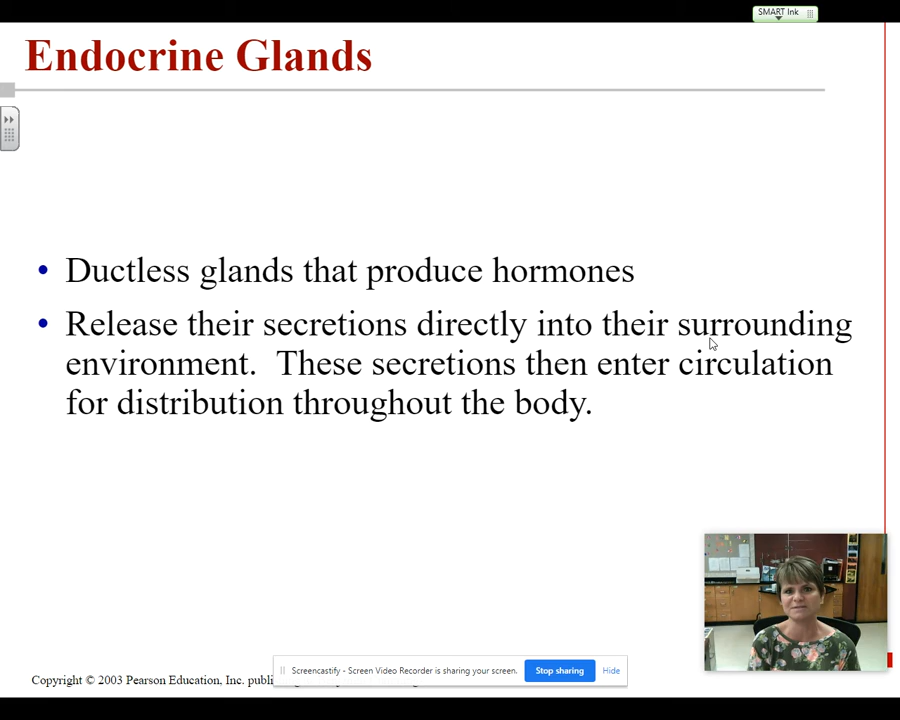 SMART Ink
Endocrine Glands
• Ductless glands that produce hormones
• Release their secretions directly into their surrounding
environment.  These secretions then enter circulation
for distribution throughout the body.
Screencastify - Screen Video Recorder is sharing your screen.
Stop sharing
Hide
Copyright © 2003 Pearson Education, Inc.